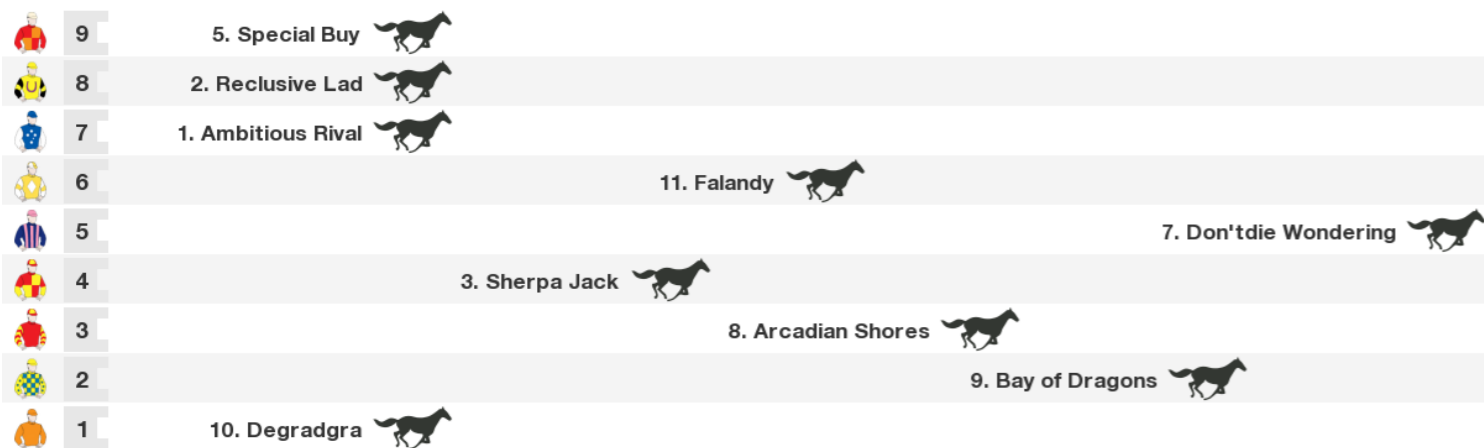 9 5. Special Buy
8 2. Reclusive Lad
7 1. Ambitious Rival
6 11. Falandy
5 7. Don'tdie Wondering
4 3. Sherpa Jack
3 8. Arcadian Shores
2 9. Bay of Dragons
1 10. Degradgra